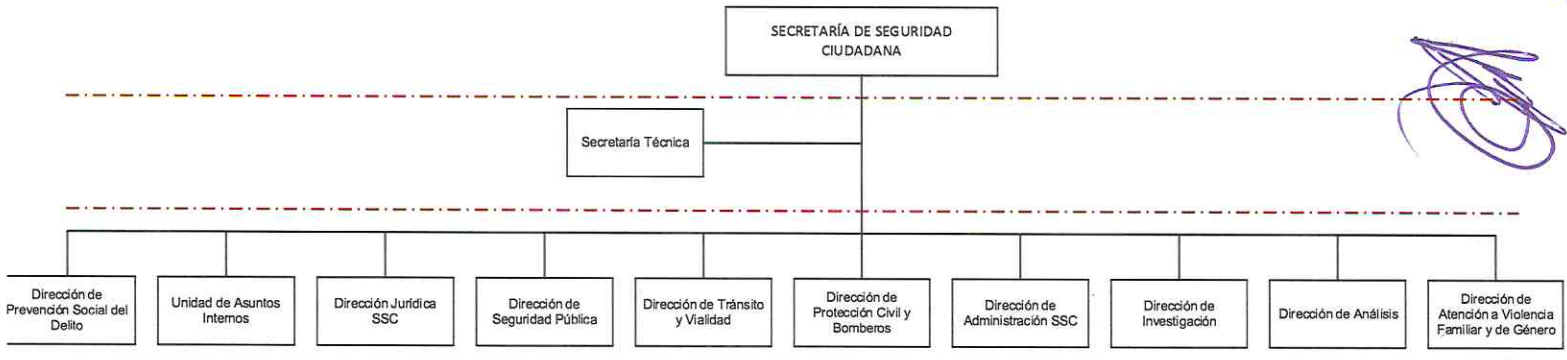 SECRETARÍA DE SEGURIDAD
CIUDADANA
Secretaría Técnica
Dirección de
Prevención Social del
Delito
Unidad de Asuntos
Internos
Dirección Jurídica
SSC
Dirección de
Seguridad Pública
Dirección de Tránsito
y Vialidad
Dirección de
Protección Civil y
Bomberos
Dirección de
Administración SSC
Dirección de
Investigación
Dirección de Análisis
Dirección de
Atención a Violencia
Familiar y de Género